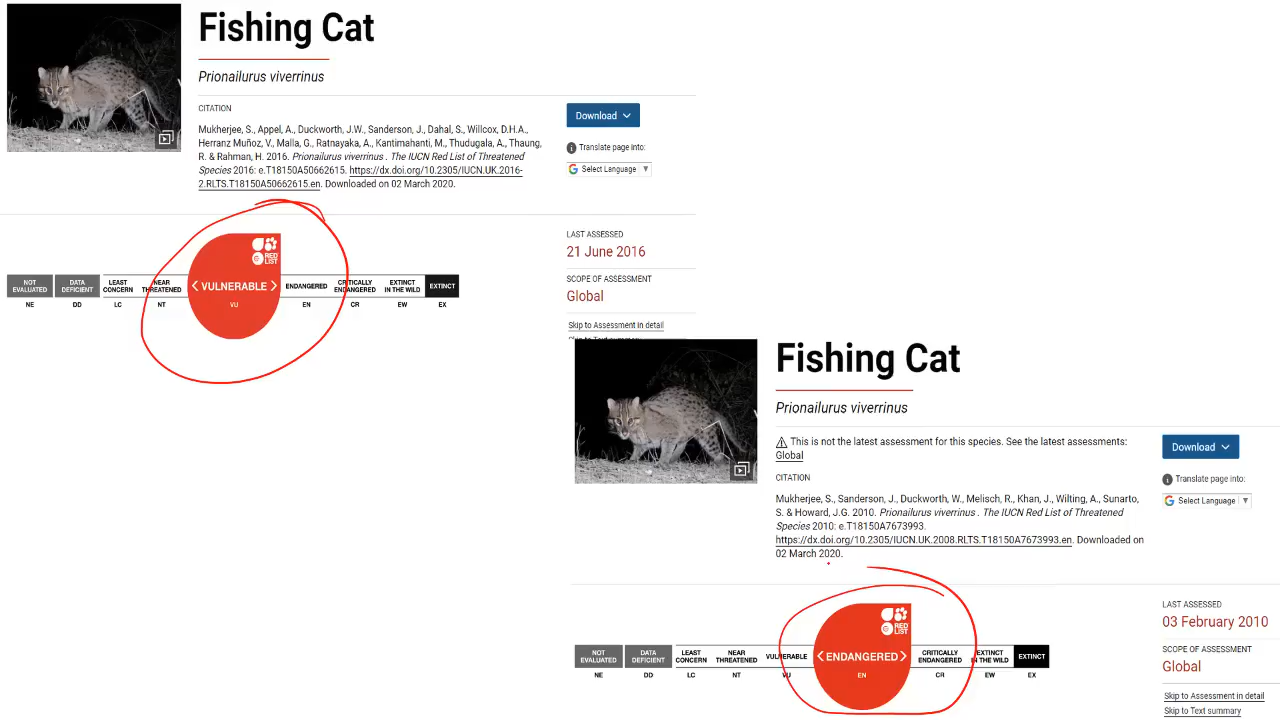 Fishing Cat
Prionailurus viverrinus
CITATION
Mukherjee, S., Appel, A., Duckworth, J.W., Sanderson, J., Dahal, S., Willcox, D.H.A.,
Herranz Muñoz, V., Malla, G., Ratnayaka, A., Kantimahanti, M., Thudugala, A., Thaung,
R. & Rahman, H. 2016. Prionailurus viverrinus . The IUCN Red List of Threatened
Species 2016: e.T18150A50662615. https://dx.doi.org/10.2305/IUCN.UK.2016-
2.RLTS.T18150A50662615.en. Downloaded on 02 March 2020.
Download
Translate page into:
Select Language
LAST ASSESSED
21 June 2016
SCOPE OF ASSESSMENT
Global
Skip to Assessment in detail
RED
LIST
NOT
EVALUATED
NE
DATA
DEFICIENT
DD
LEAST
CONCERN
LC
NEAR
THREATENED
NT
< VULNERABLE >
VU
ENDANGERED
EN
CRITICALLY
ENDANGERED
CR
EXTINCT
IN THE WILD
EW
EXTINCT
EX
Fishing Cat
Prionailurus viverrinus
This is not the latest assessment for this species. See the latest assessments:
Global
CITATION
Mukherjee, S., Sanderson, J., Duckworth, W., Melisch, R., Khan, J., Wilting, A., Sunarto,
S. & Howard, J.G. 2010. Prionailurus viverrinus . The IUCN Red List of Threatened
Species 2010: e.T18150A7673993.
https://dx.doi.org/10.2305/IUCN.UK.2008.RLTS.T18150A7673993.en. Downloaded on
02 March 2020.
Download
Translate page into:
Select Language
LAST ASSESSED
03 February 2010
SCOPE OF ASSESSMENT
Global
Skip to Assessment in detail
Skip to Text summary
RED
LIST
NOT
EVALUATED
NE
DATA
DEFICIENT
DD
LEAST
CONCERN
LC
NEAR
THREATENED
NT
VULNERABLE
VU
< ENDANGERED >
EN
CRITICALLY
ENDANGERED
CR
EXTINCT
IN THE WILD
EW
EXTINCT
EX